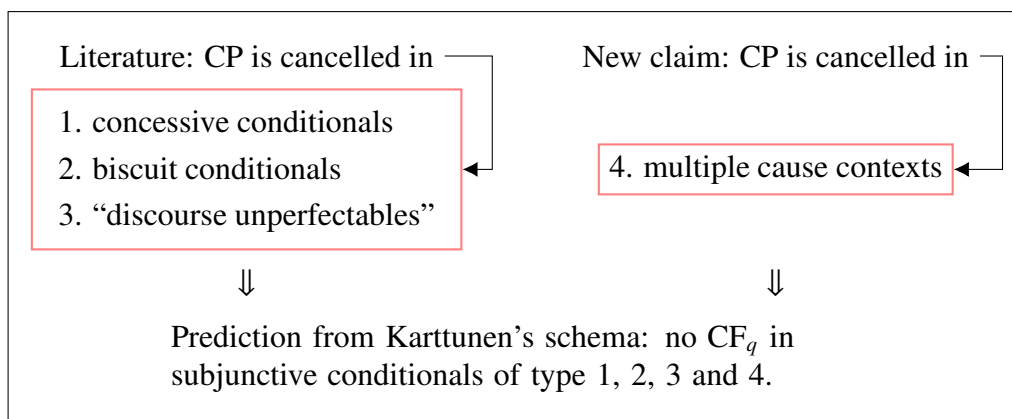 Literature: CP is cancelled in
1. concessive conditionals
2. biscuit conditionals
3. “discourse unperfectables”
New claim: CP is cancelled in
4. multiple cause contexts
⇓ ⇓
Prediction from Karttunen’s schema: no CF_q in
subjunctive conditionals of type 1, 2, 3 and 4.